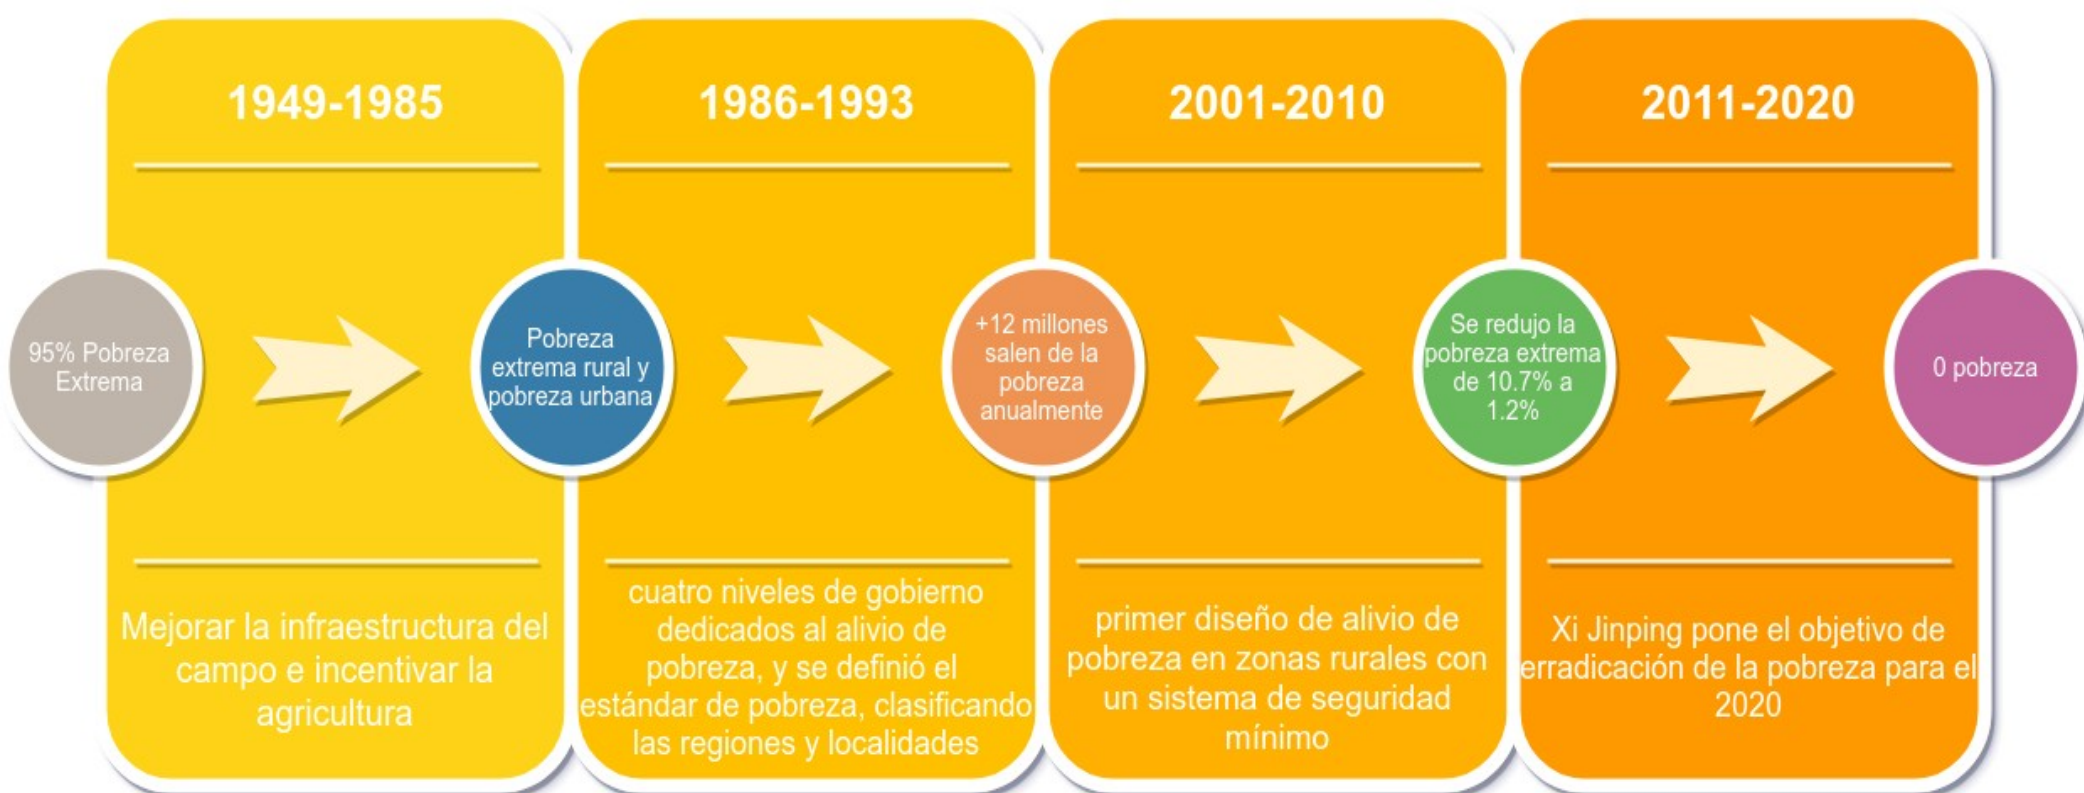 1949-1985
1986-1993
2001-2010
2011-2020
95% Pobreza
Extrema
Pobreza
extrema rural y
pobreza urbana
+12 millones
salen de la
pobreza
anualmente
Se redujo la
pobreza extrema
de 10.7% a
1.2%
0 pobreza
Mejorar la infraestructura del
campo e incentivar la
agricultura
cuatro niveles de gobierno
dedicados al alivio de
pobreza, y se definió el
estándar de pobreza, clasificando
las regiones y localidades
primer diseño de alivio de
pobreza en zonas rurales con
un sistema de seguridad
mínimo
Xi Jinping pone el objetivo de
erradicación de la pobreza para el
2020